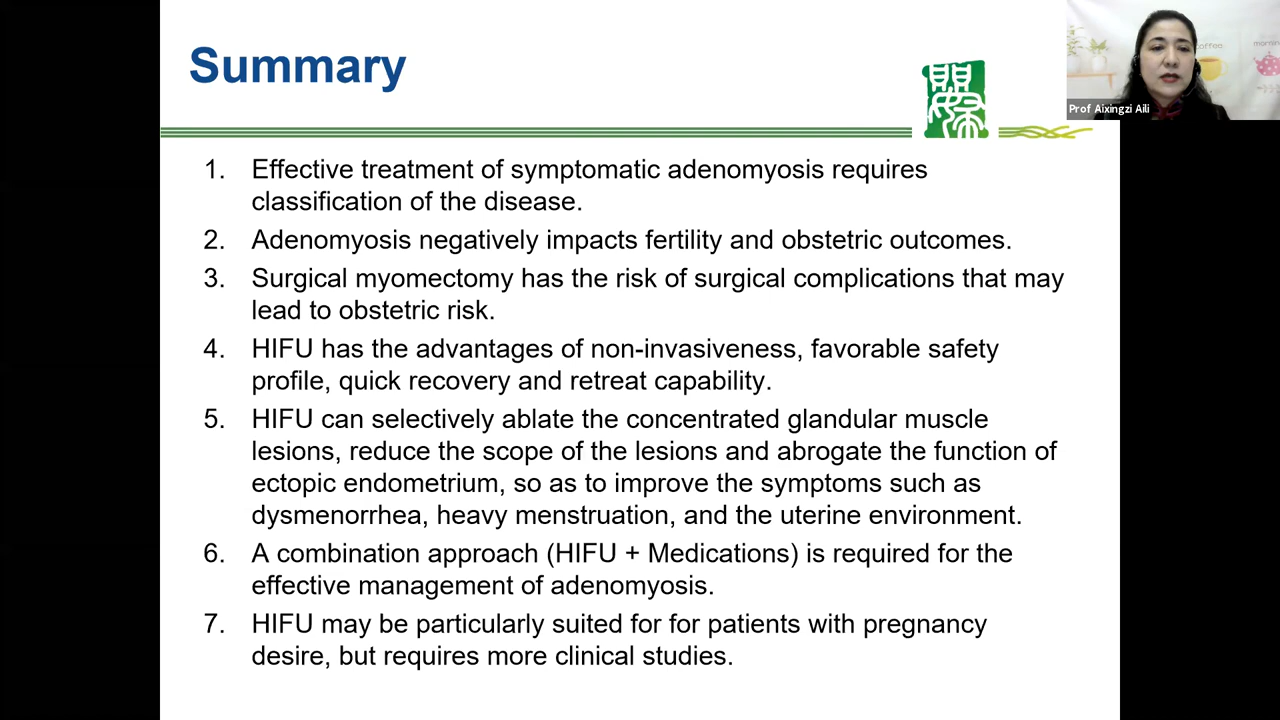 Summary
coffee
Prof Aixingzi Aili
1. Effective treatment of symptomatic adenomyosis requires
classification of the disease.
2. Adenomyosis negatively impacts fertility and obstetric outcomes.
3. Surgical myomectomy has the risk of surgical complications that may
lead to obstetric risk.
4. HIFU has the advantages of non-invasiveness, favorable safety
profile, quick recovery and retreat capability.
5. HIFU can selectively ablate the concentrated glandular muscle
lesions, reduce the scope of the lesions and abrogate the function of
ectopic endometrium, so as to improve the symptoms such as
dysmenorrhea, heavy menstruation, and the uterine environment.
6. A combination approach (HIFU + Medications) is required for the
effective management of adenomyosis.
7. HIFU may be particularly suited for for patients with pregnancy
desire, but requires more clinical studies.